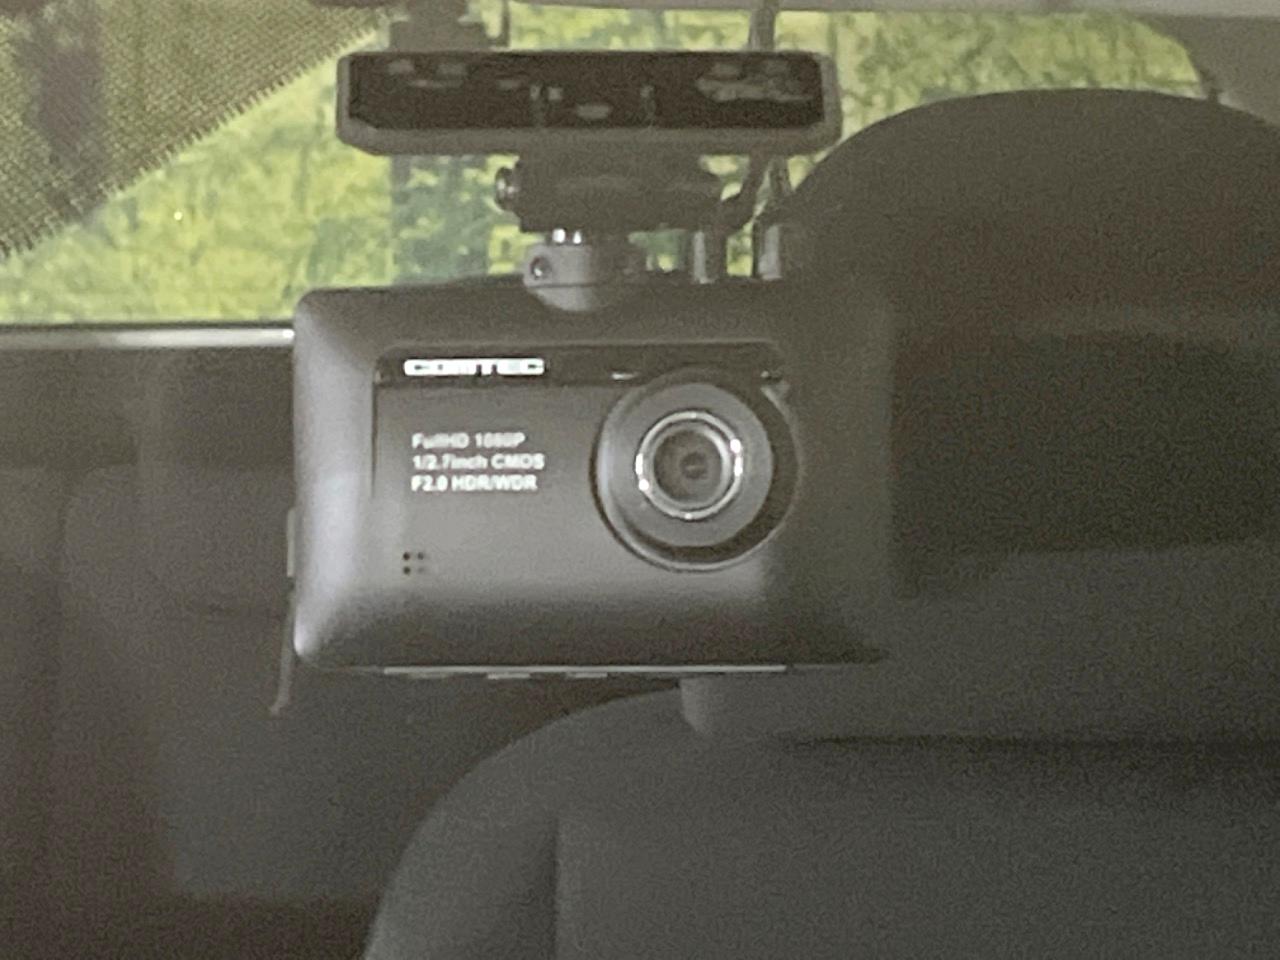 COMTEC
FullHD 1080P
1/2.7inch CMOS
F2.0 HDR/WDR